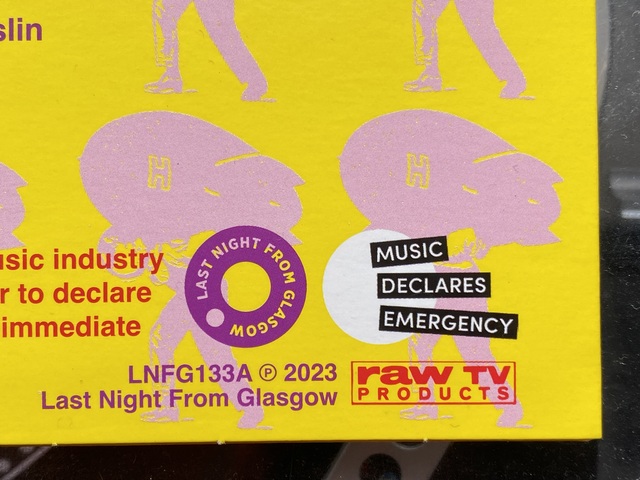 slin
H
H
usic industry
r to declare
immediate
LAST NIGHT FROM GLASGOW
MUSIC
DECLARES
EMERGENCY
LNFG133A ℗ 2023
Last Night From Glasgow
raw TV
PRODUCTS